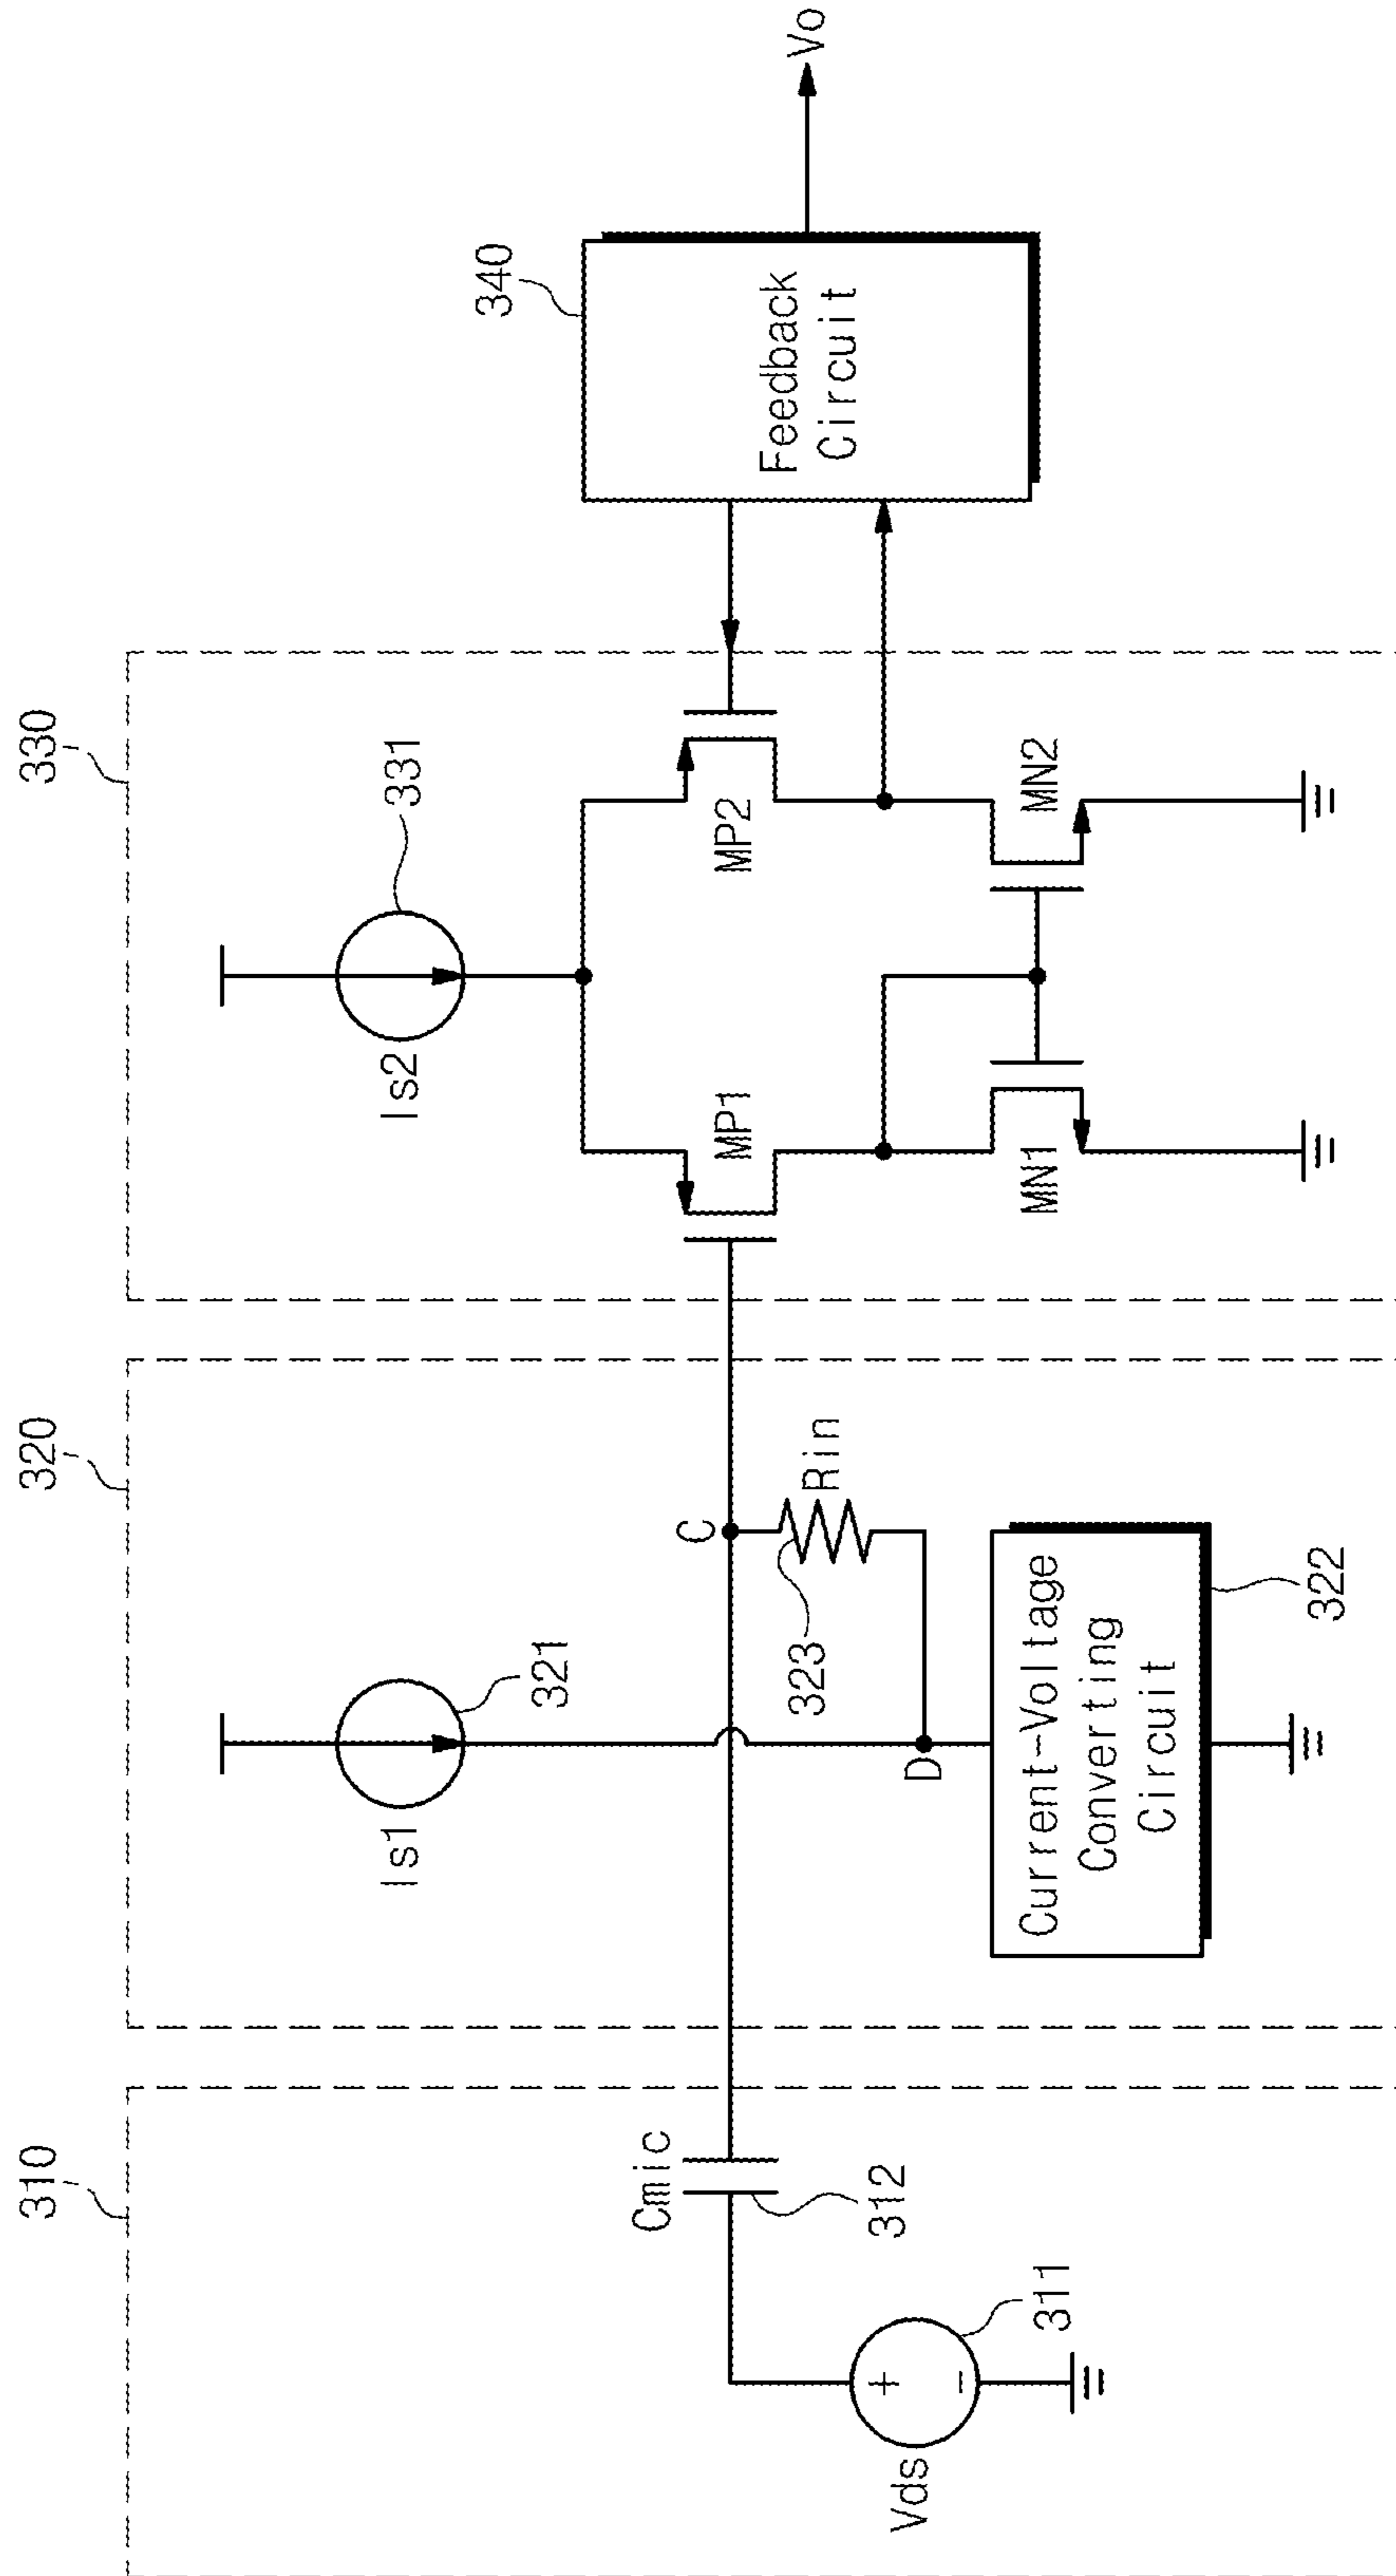 310
Vds
311
Cmic
312
320
Is1
321
C
Rin
323
D
Current-Voltage
Converting
Circuit
322
330
Is2
331
MP1
MP2
MN1
MN2
340
Feedback
Circuit
Vo
+
-